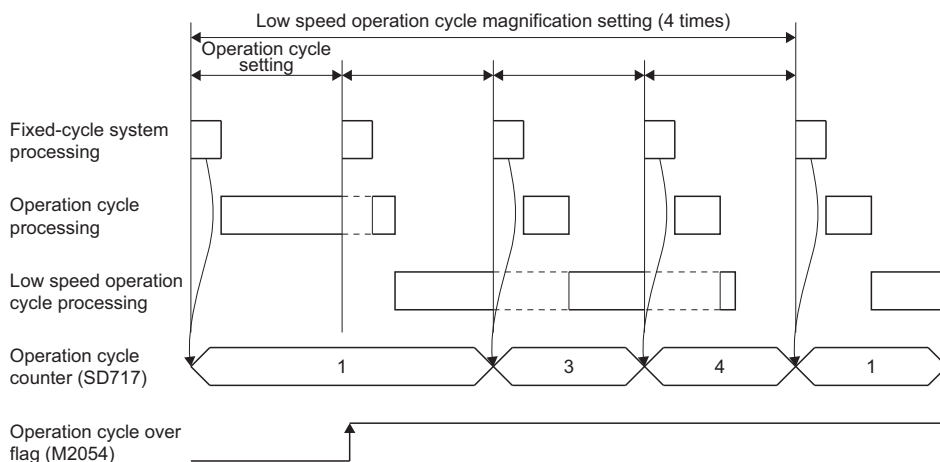 Low speed operation cycle magnification setting (4 times)
Operation cycle
setting
Fixed-cycle system
processing
Operation cycle
processing
Low speed operation
cycle processing
Operation cycle
counter (SD717)
1
3
4
1
Operation cycle over
flag (M2054)